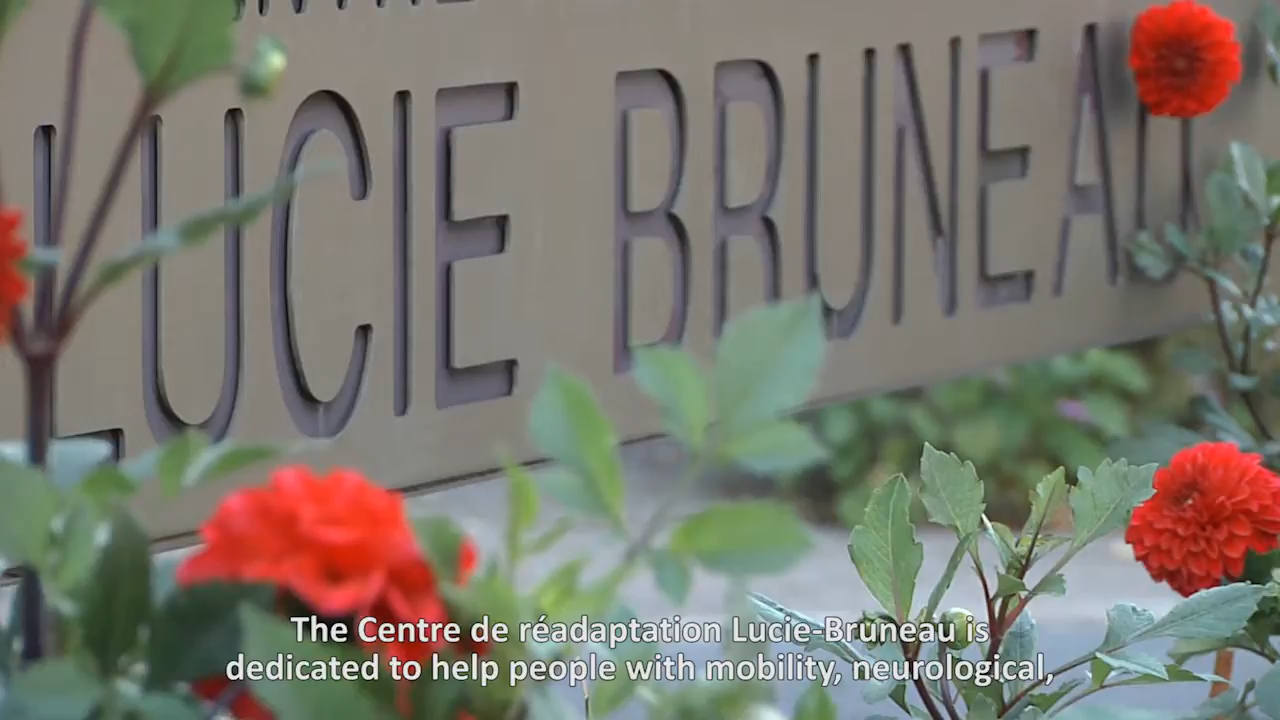 LUCIE BRUNEAU
The Centre de réadaptation Lucie-Bruneau is
dedicated to help people with mobility, neurological,